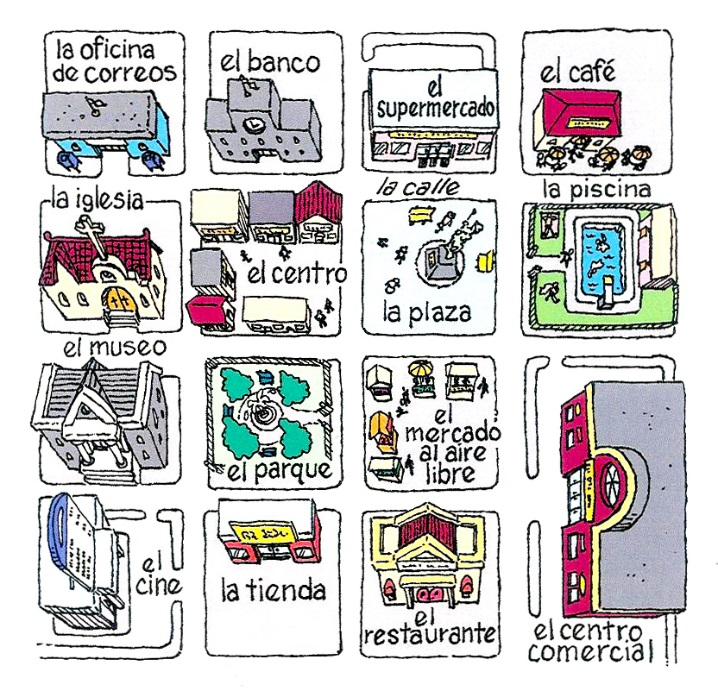 la oficina
de correos
el banco
el
supermercado
el café
la iglesia
el centro
la calle
la plaza
la piscina
el museo
el parque
el
mercado
al aire
libre
el
cine
la tienda
el
restaurante
el centro
comercial